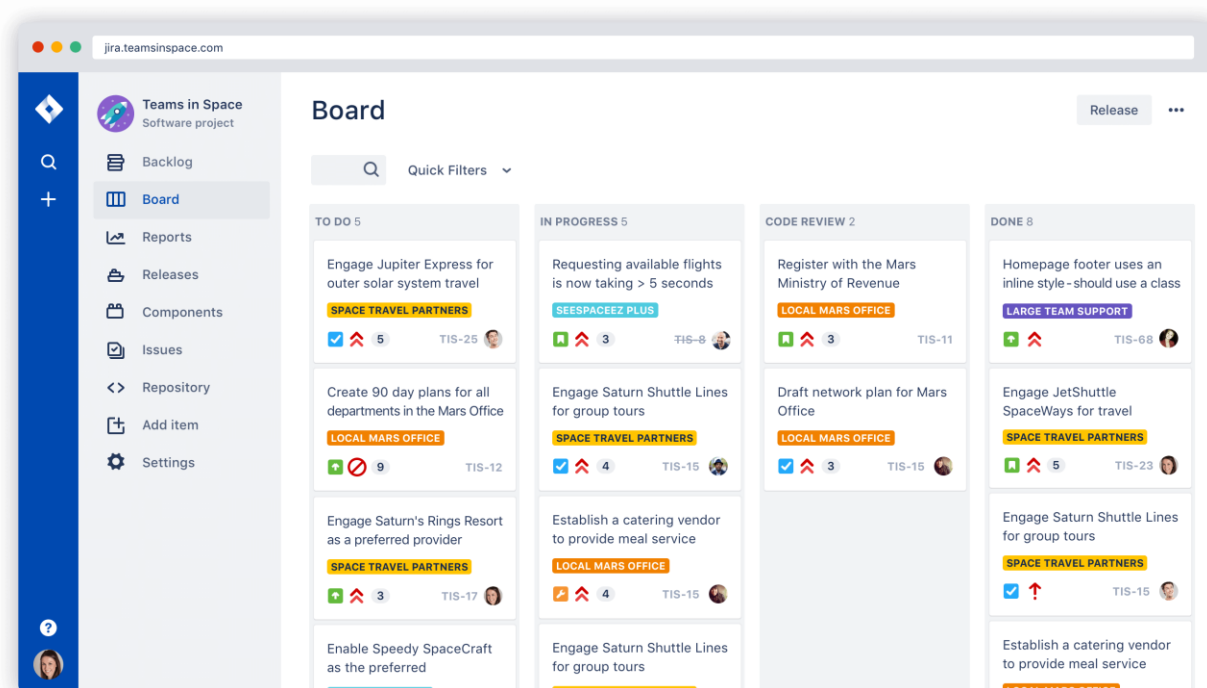 jira.teamsinspace.com
Teams in Space
Software project
Backlog
Board
Reports
Releases
Components
Issues
Repository
Add item
Settings
Board
Release
Quick Filters
TO DO 5
Engage Jupiter Express for
outer solar system travel
SPACE TRAVEL PARTNERS
5 TIS-25
Create 90 day plans for all
departments in the Mars Office
LOCAL MARS OFFICE
9 TIS-12
Engage Saturn's Rings Resort
as a preferred provider
SPACE TRAVEL PARTNERS
3 TIS-17
Enable Speedy SpaceCraft
as the preferred
IN PROGRESS 5
Requesting available flights
is now taking > 5 seconds
SEESPACEEZ PLUS
3 TIS-8
Engage Saturn Shuttle Lines
for group tours
SPACE TRAVEL PARTNERS
4 TIS-15
Establish a catering vendor
to provide meal service
LOCAL MARS OFFICE
4 TIS-15
Engage Saturn Shuttle Lines
for group tours
CODE REVIEW 2
Register with the Mars
Ministry of Revenue
LOCAL MARS OFFICE
3 TIS-11
Draft network plan for Mars
Office
LOCAL MARS OFFICE
3 TIS-15
DONE 8
Homepage footer uses an
inline style-should use a class
LARGE TEAM SUPPORT
TIS-68
Engage JetShuttle
SpaceWays for travel
SPACE TRAVEL PARTNERS
5 TIS-23
Engage Saturn Shuttle Lines
for group tours
SPACE TRAVEL PARTNERS
TIS-15
Establish a catering vendor
to provide meal service